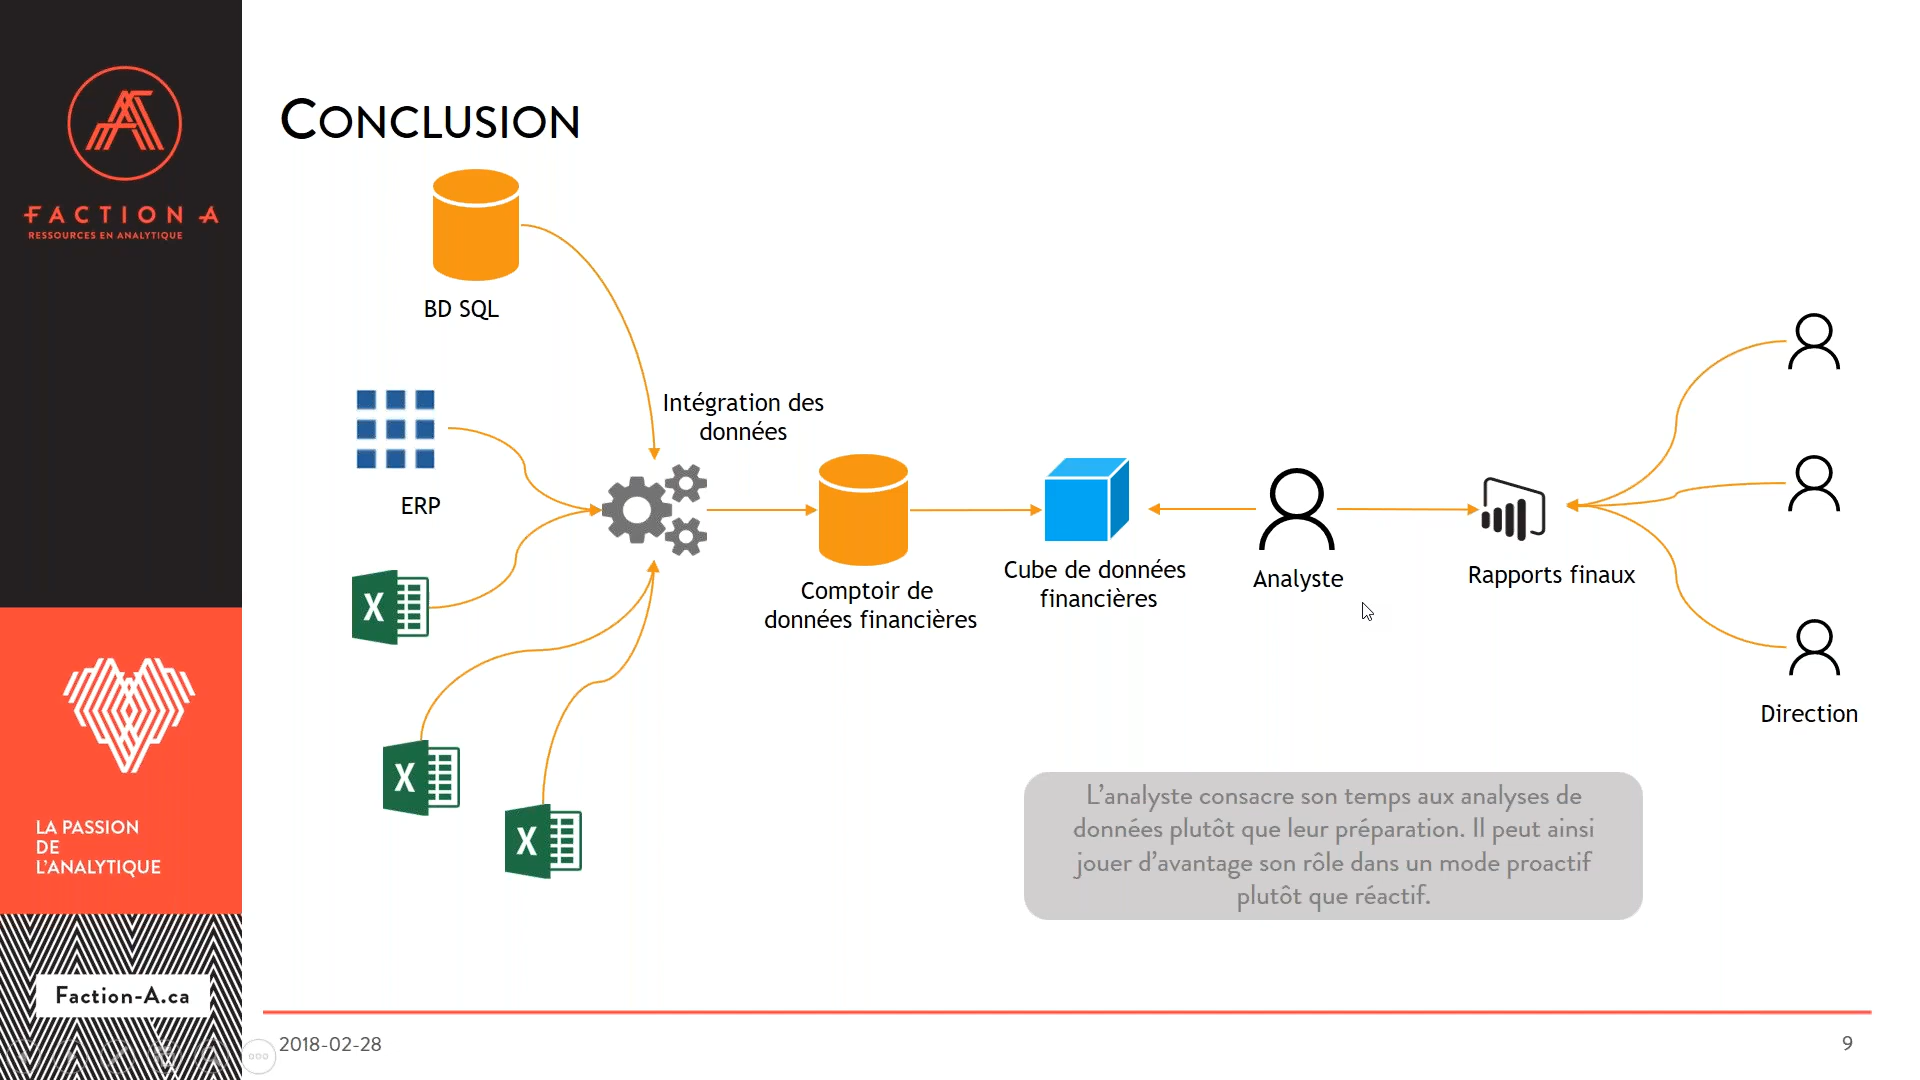 FACTION A
RESSOURCES EN ANALYTIQUE
LA PASSION
DE
L'ANALYTIQUE
Faction-A.ca
CONCLUSION
BD SQL
ERP
X
X
X
Intégration des
données
Comptoir de
données financières
Cube de données
financières
Analyste
Rapports finaux
Direction
L'analyste consacre son temps aux analyses de
données plutôt que leur préparation. Il peut ainsi
jouer d'avantage son rôle dans un mode proactif
plutôt que réactif.
2018-02-28
9